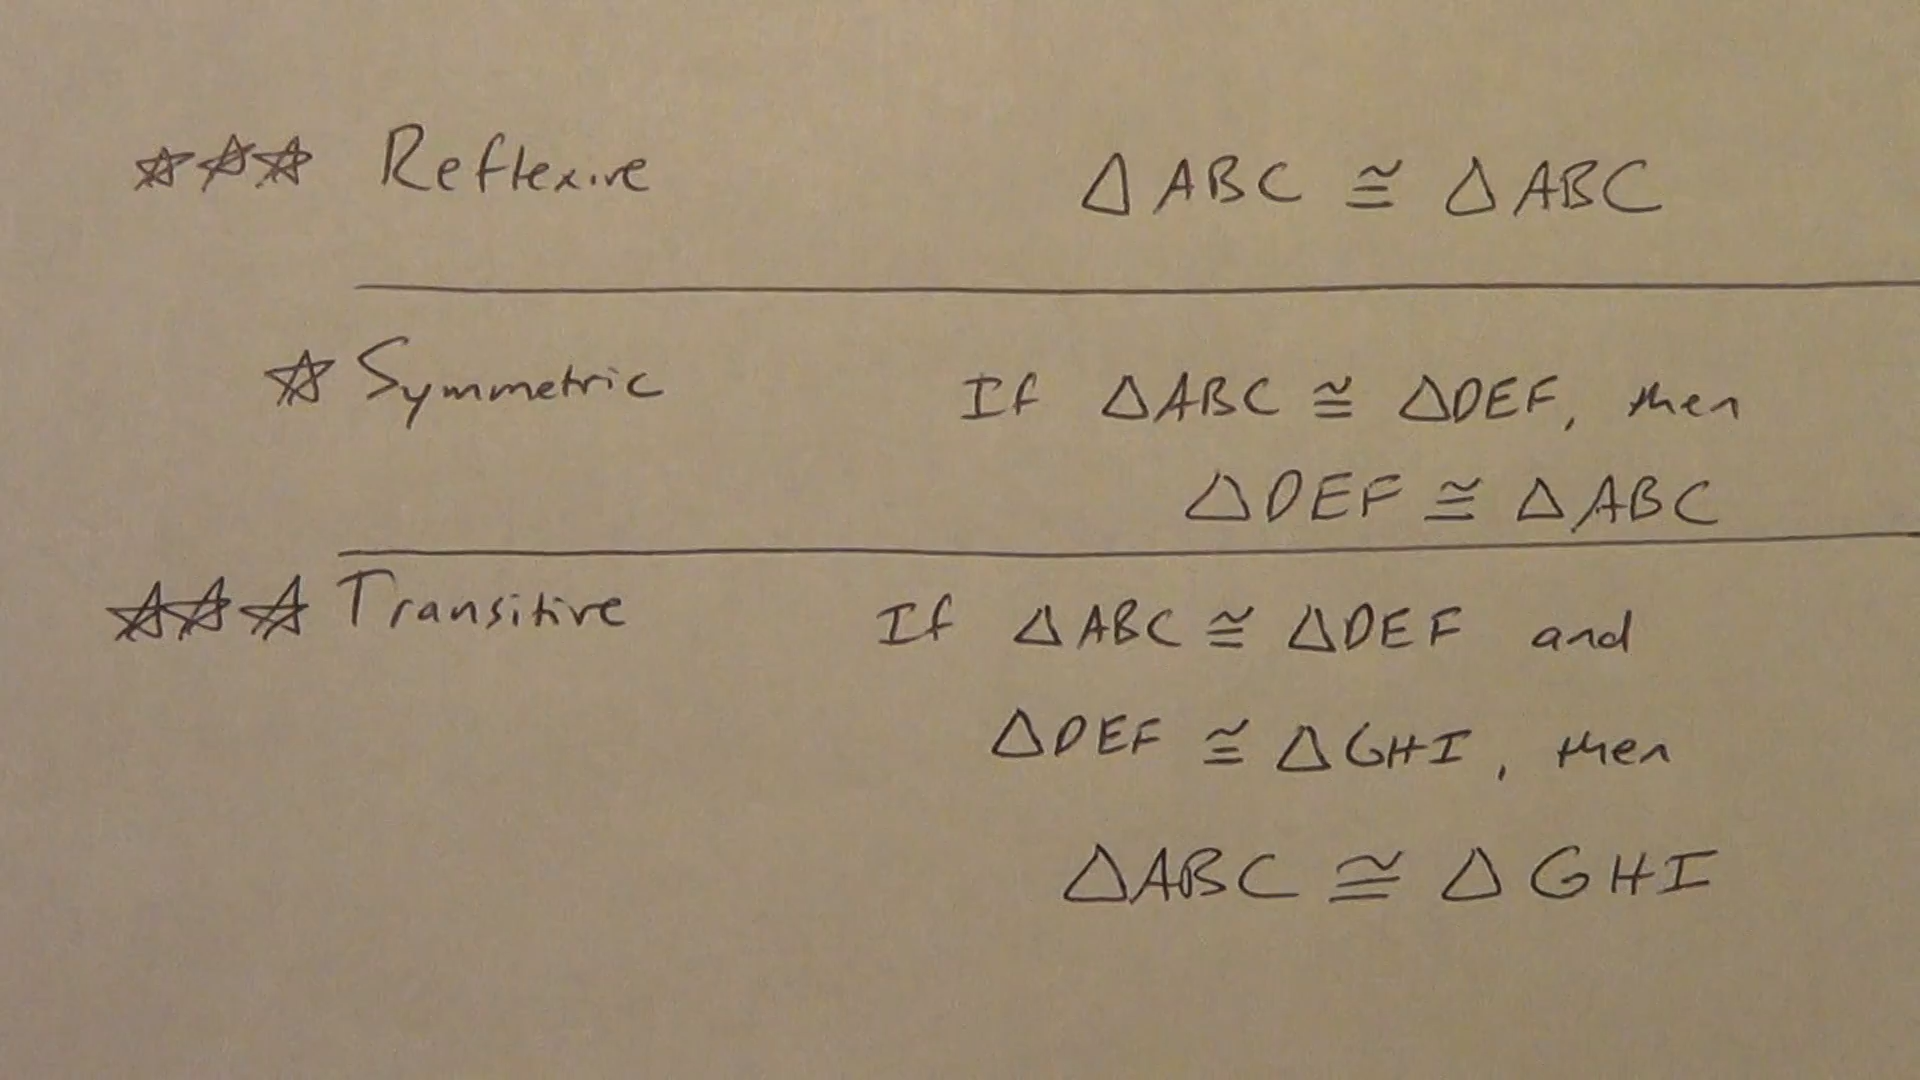 ☆☆☆ Reflexive △ABC ≅ △ABC
☆ Symmetric If △ABC ≅ △DEF, then
△DEF ≅ △ABC
☆☆☆ Transitive If △ABC ≅ △DEF and
△DEF ≅ △GHI, then
△ABC ≅ △GHI